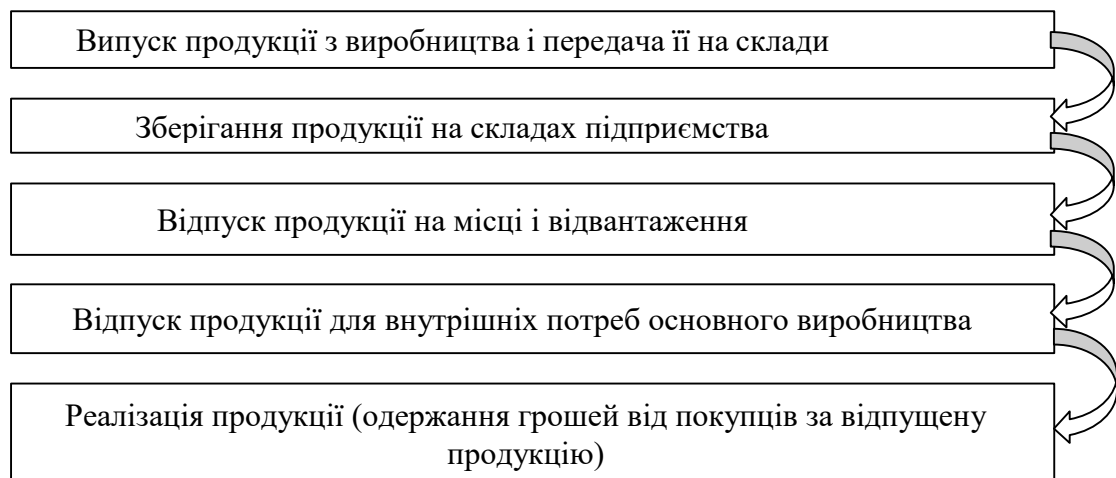 Випуск продукції з виробництва і передача її на склади
Зберігання продукції на складах підприємства
Відпуск продукції на місці і відвантаження
Відпуск продукції для внутрішніх потреб основного виробництва
Реалізація продукції (одержання грошей від покупців за відпущену
продукцію)